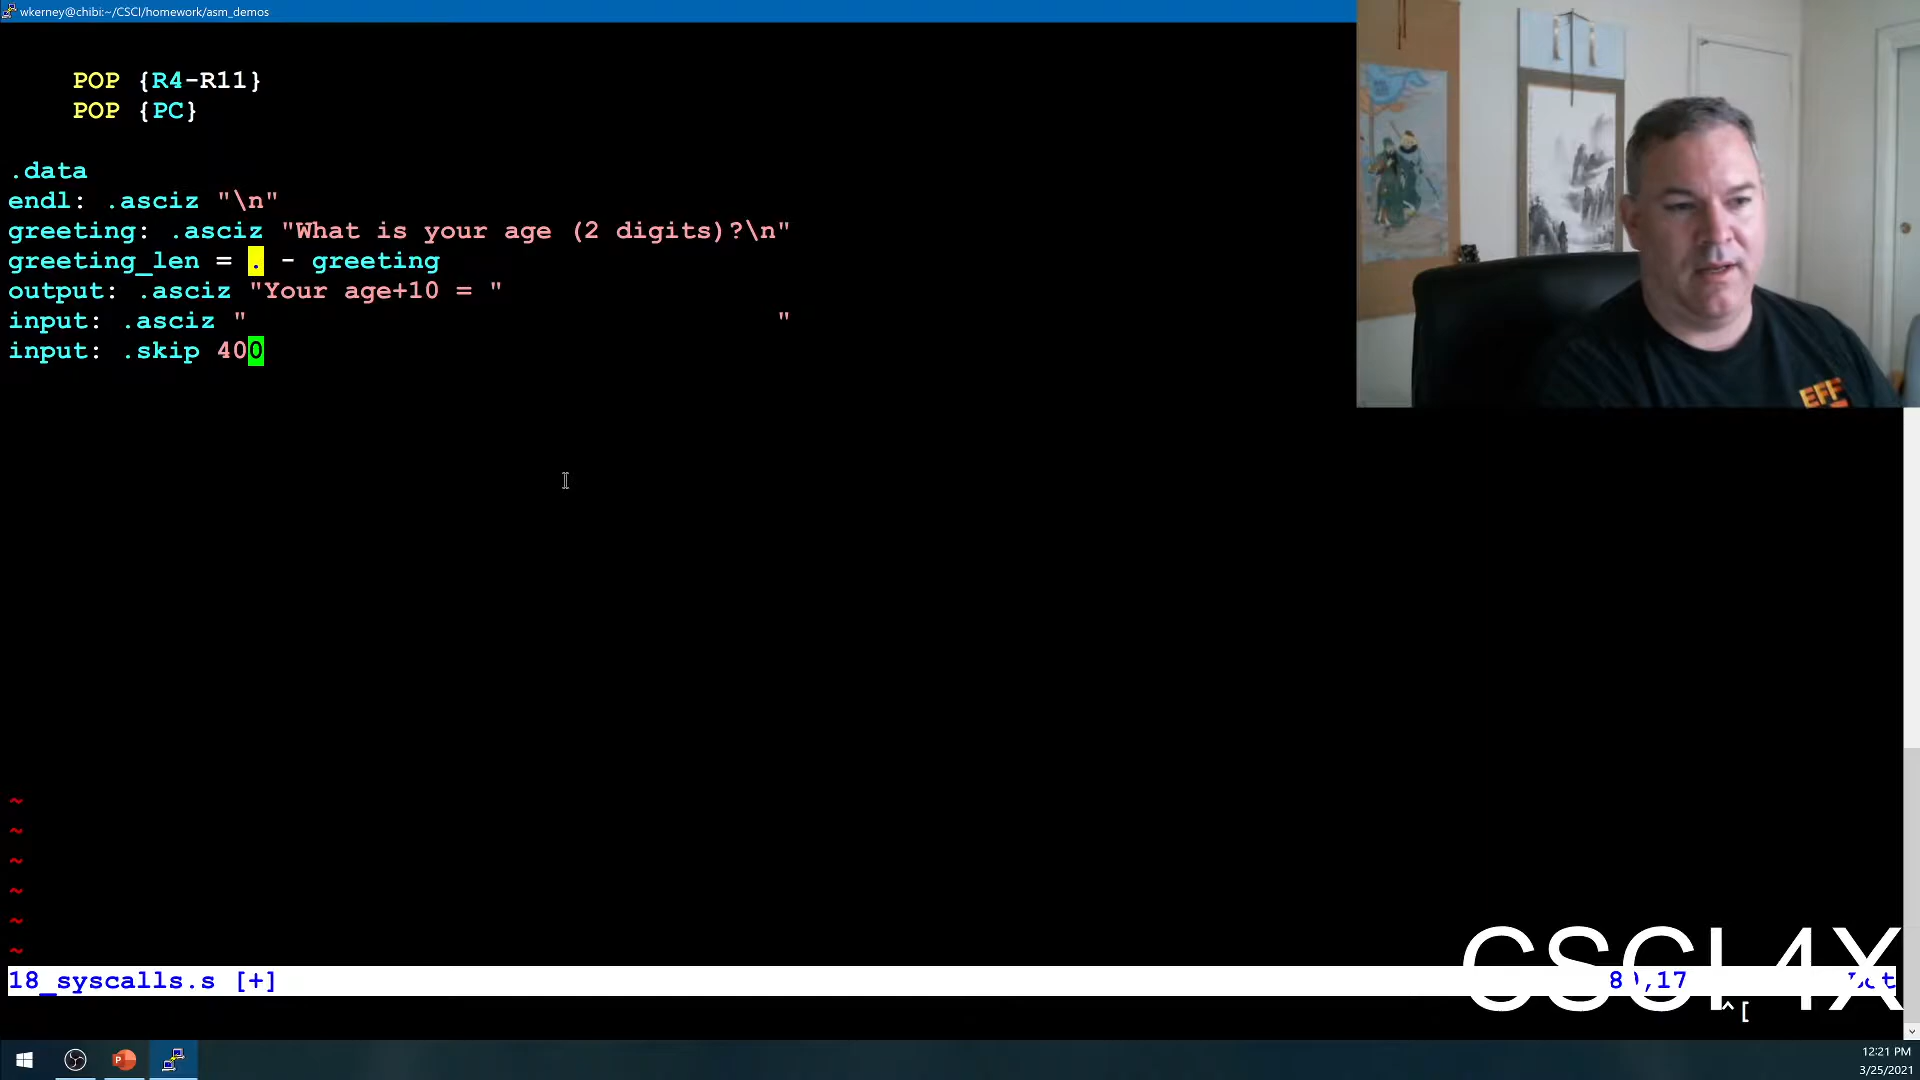 wkerney@chibi:~/CSCI/homework/asm_demos
POP {R4-R11}
POP {PC}
.data
endl: .asciz "\n"
greeting: .asciz "What is your age (2 digits)?\n"
greeting_len = . - greeting
output: .asciz "Your age+10 = "
input: .asciz "                                  "
input: .skip 400
EFF
~
~
~
~
~
~
18_syscalls.s [+]
CSCI 4X
^[
12:21 PM
3/25/2021